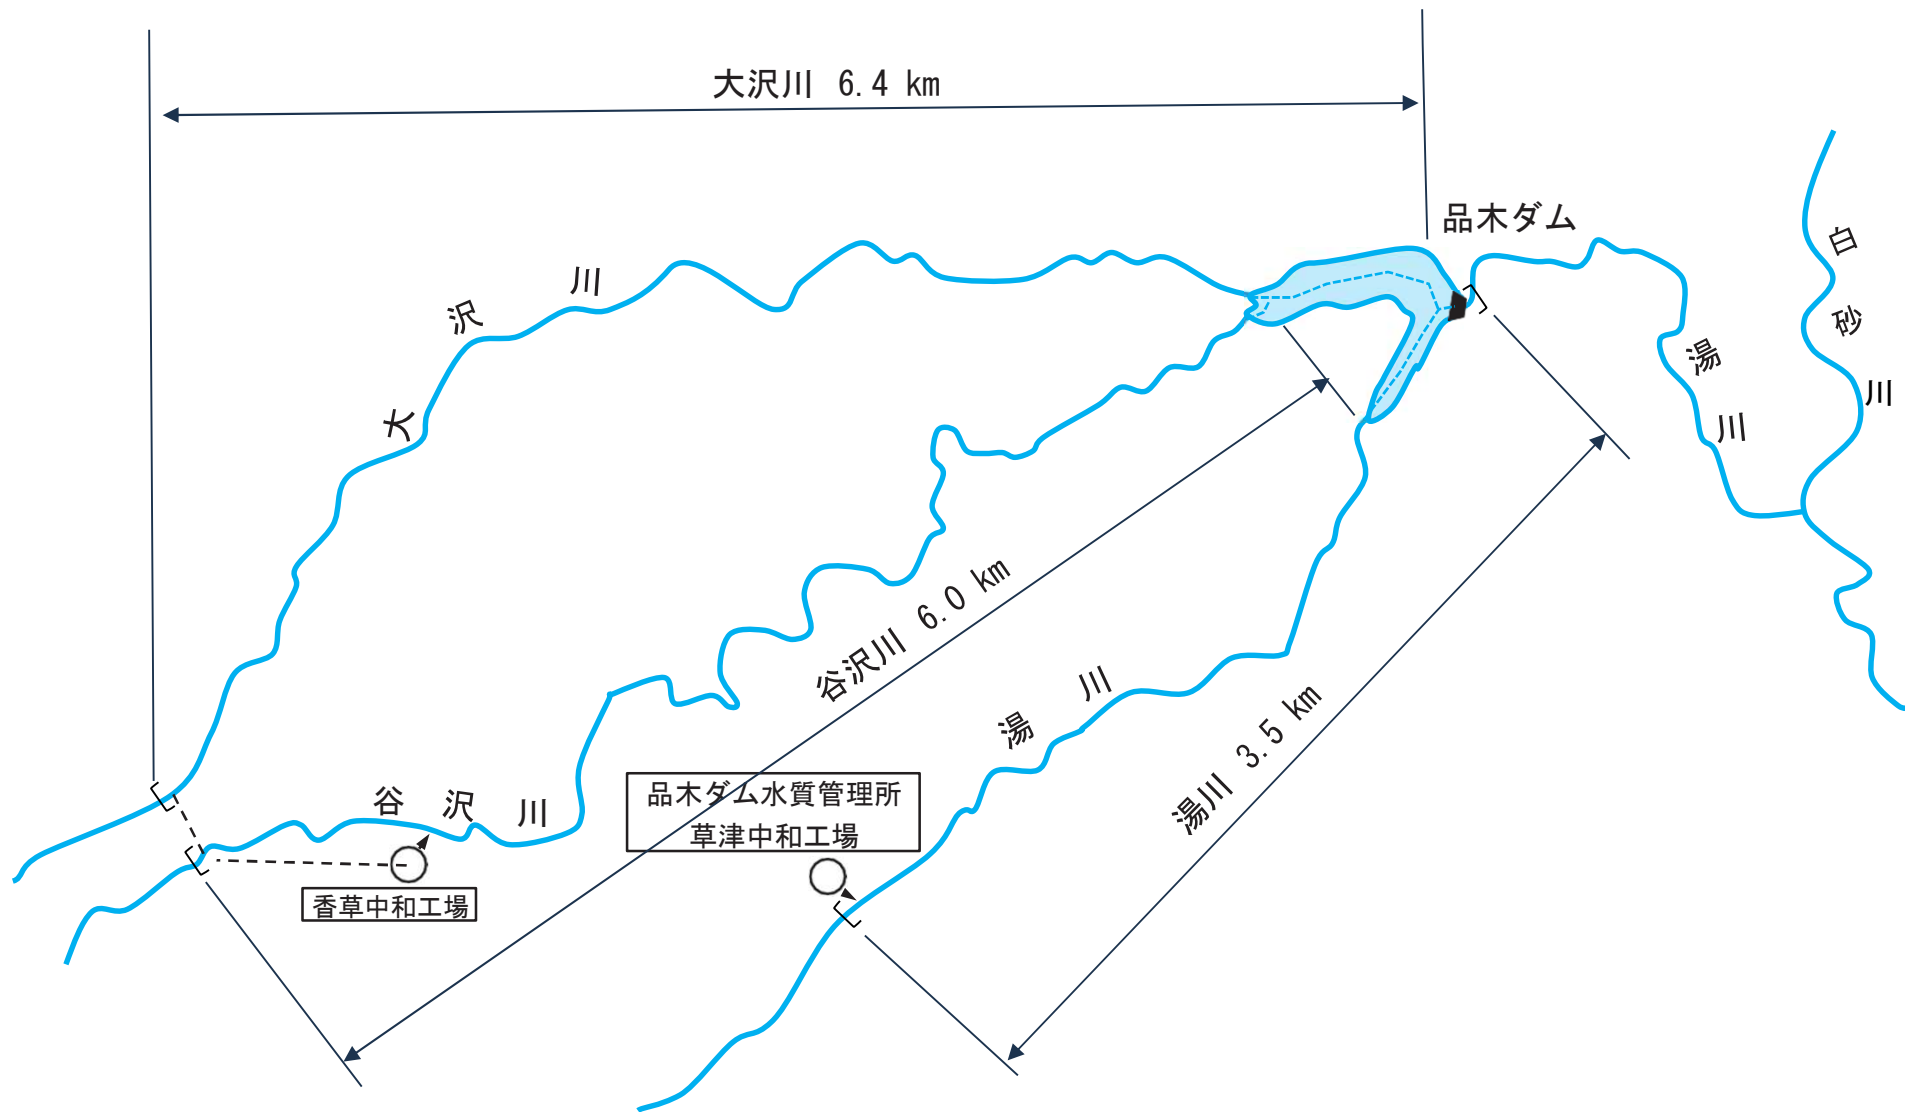 大沢川 6.4 km
品木ダム
白砂川
大沢川
湯川
谷沢川 6.0 km
湯川
湯川 3.5 km
谷沢川
品木ダム水質管理所
草津中和工場
香草中和工場